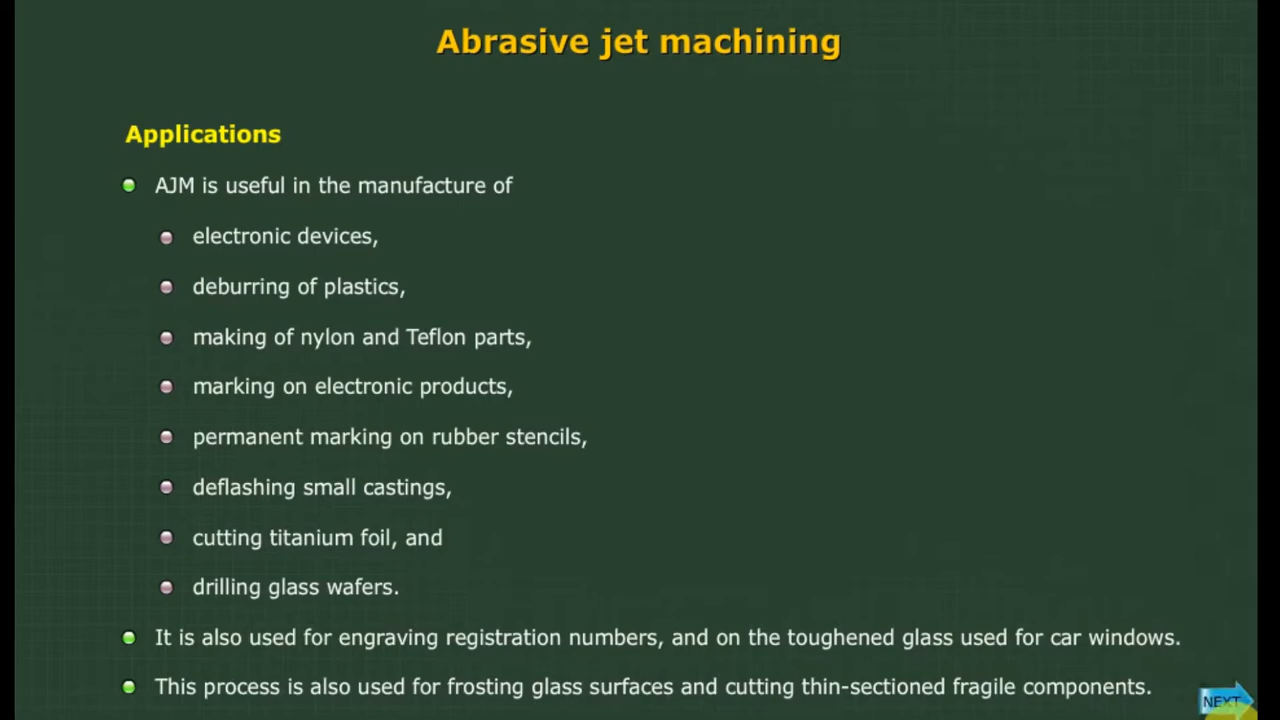 Abrasive jet machining
Applications
AJM is useful in the manufacture of
electronic devices,
deburring of plastics,
making of nylon and Teflon parts,
marking on electronic products,
permanent marking on rubber stencils,
deflashing small castings,
cutting titanium foil, and
drilling glass wafers.
It is also used for engraving registration numbers, and on the toughened glass used for car windows.
This process is also used for frosting glass surfaces and cutting thin-sectioned fragile components.
NEXT